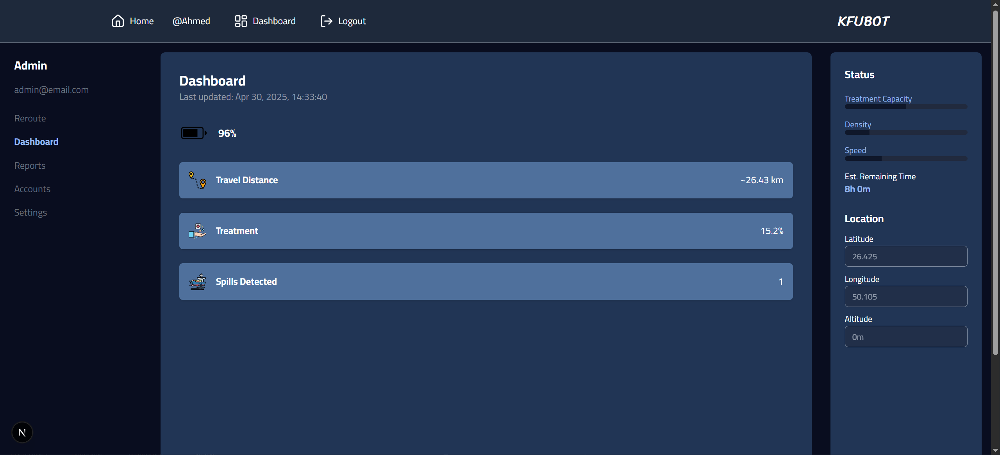 Home @Ahmed Dashboard Logout KFUBOT
Admin
admin@email.com
Reroute
Dashboard
Reports
Accounts
Settings
N
Dashboard
Last updated: Apr 30, 2025, 14:33:40
96%
Travel Distance ~26.43 km
Treatment 15.2%
Spills Detected 1
Status
Treatment Capacity
Density
Speed
Est. Remaining Time
8h 0m
Location
Latitude
26.425
Longitude
50.105
Altitude
0m